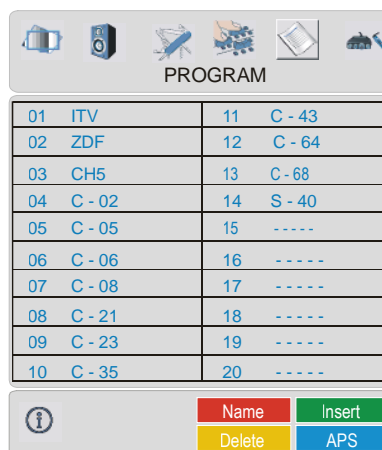 PROGRAM
01 ITV 11 C - 43
02 ZDF 12 C - 64
03 CH5 13 C - 68
04 C - 02 14 S - 40
05 C - 05 15 - - - - -
06 C - 06 16 - - - - -
07 C - 08 17 - - - - -
08 C - 21 18 - - - - -
09 C - 23 19 - - - - -
10 C - 35 20 - - - - -
Name Insert
Delete APS